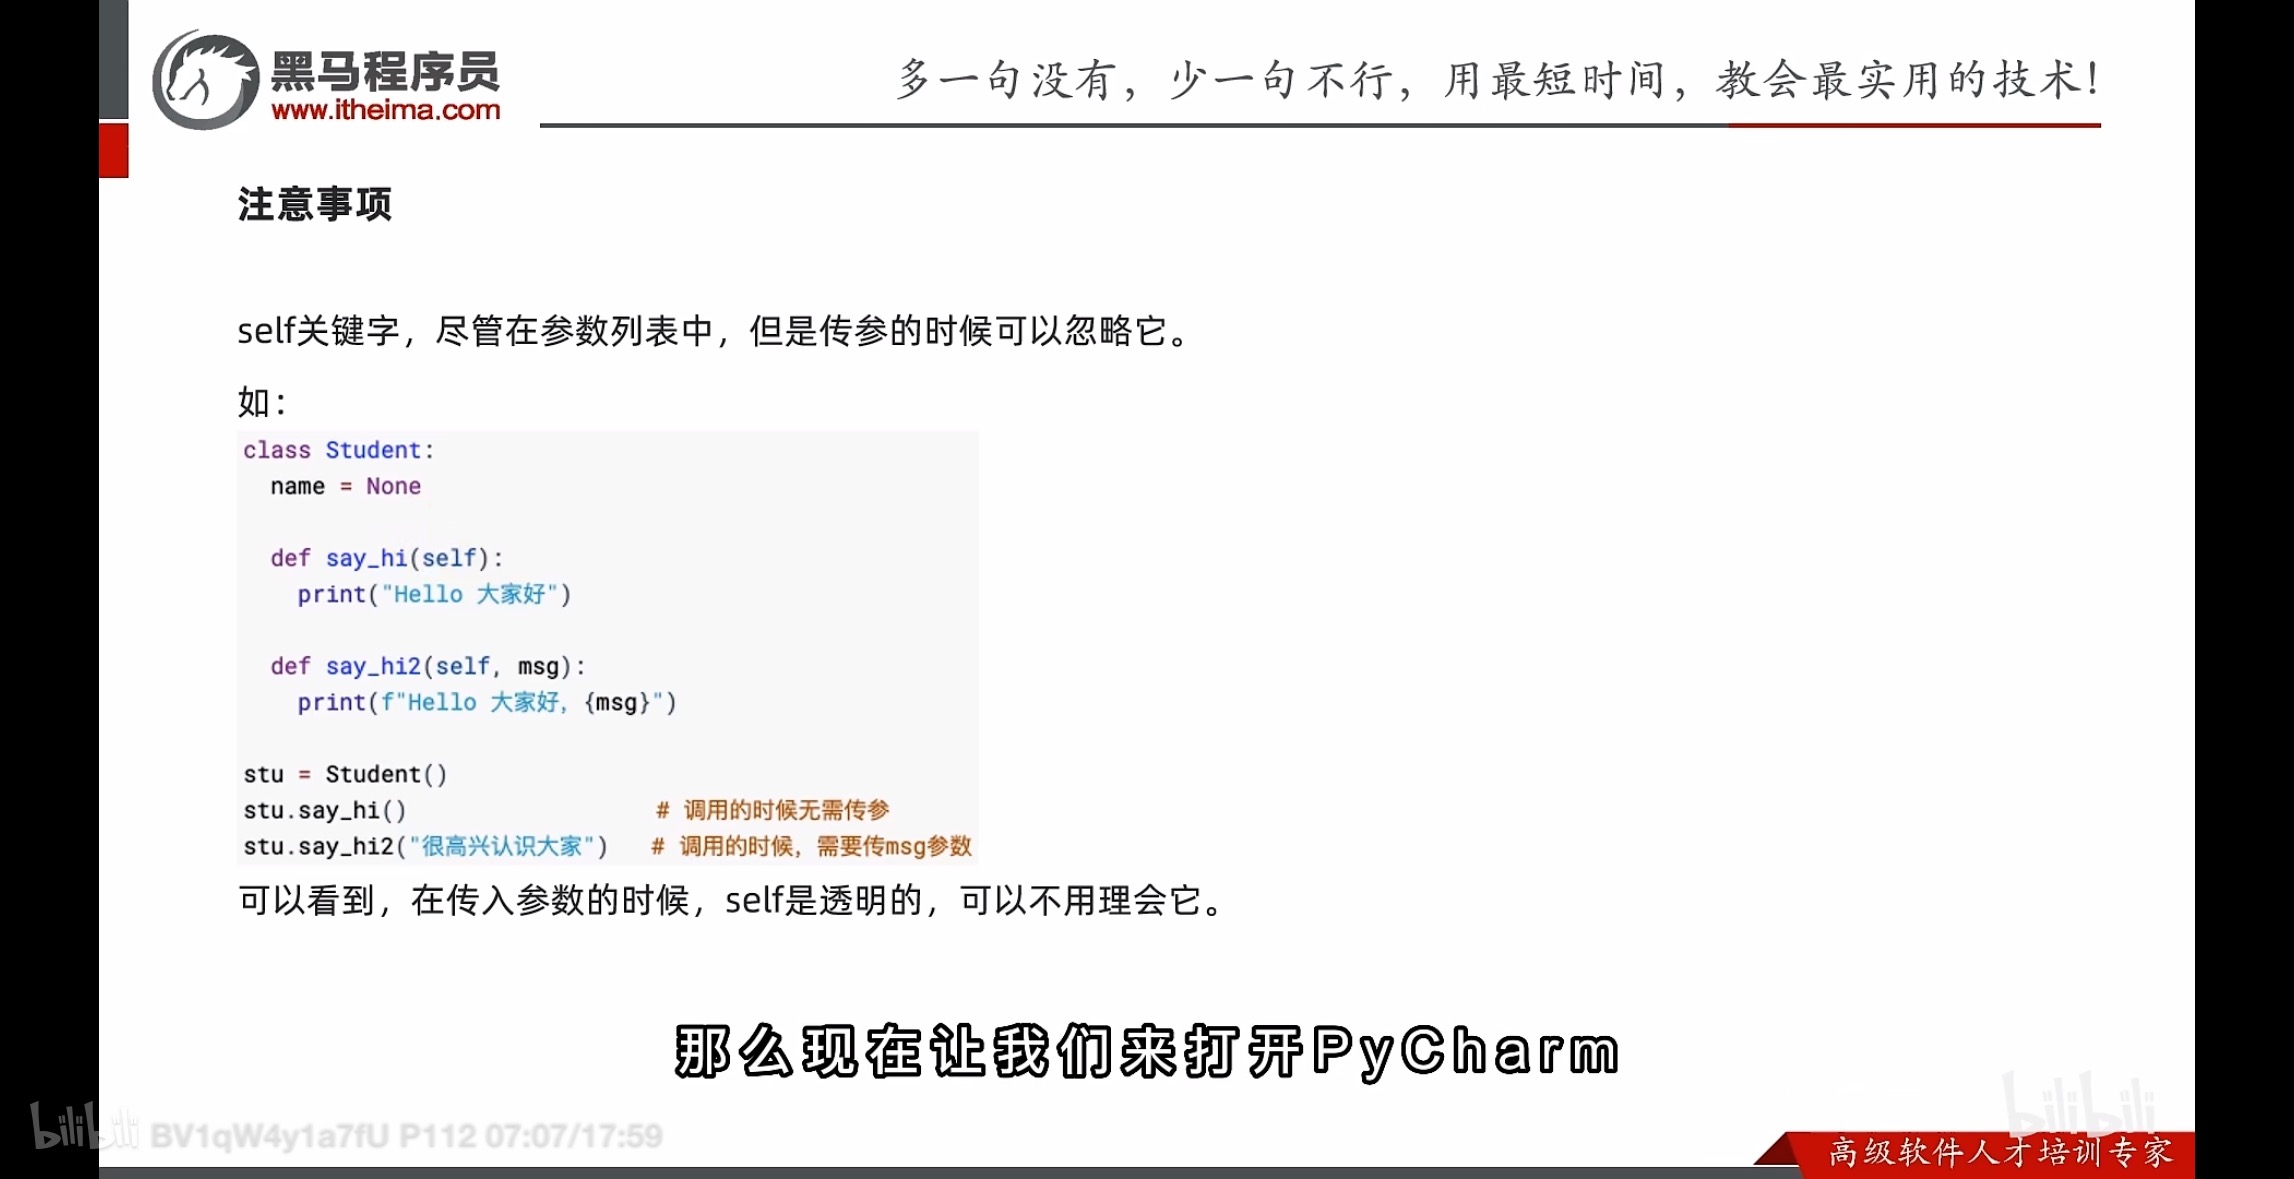 黑马程序员
www.itheima.com
多一句没有，少一句不行，用最短时间，教会最实用的技术！
注意事项
self关键字，尽管在参数列表中，但是传参的时候可以忽略它。
如：
class Student:
  name = None
  def say_hi(self):
    print("Hello 大家好")
  def say_hi2(self, msg):
    print(f"Hello 大家好，{msg}")
stu = Student()
stu.say_hi()                  # 调用的时候无需传参
stu.say_hi2("很高兴认识大家")   # 调用的时候，需要传msg参数
可以看到，在传入参数的时候，self是透明的，可以不用理会它。
那么现在让我们来打开PyCharm
bilibili BV1qW4y1a7fU P112 07:07/17:59
bilibili
高级软件人才培训专家